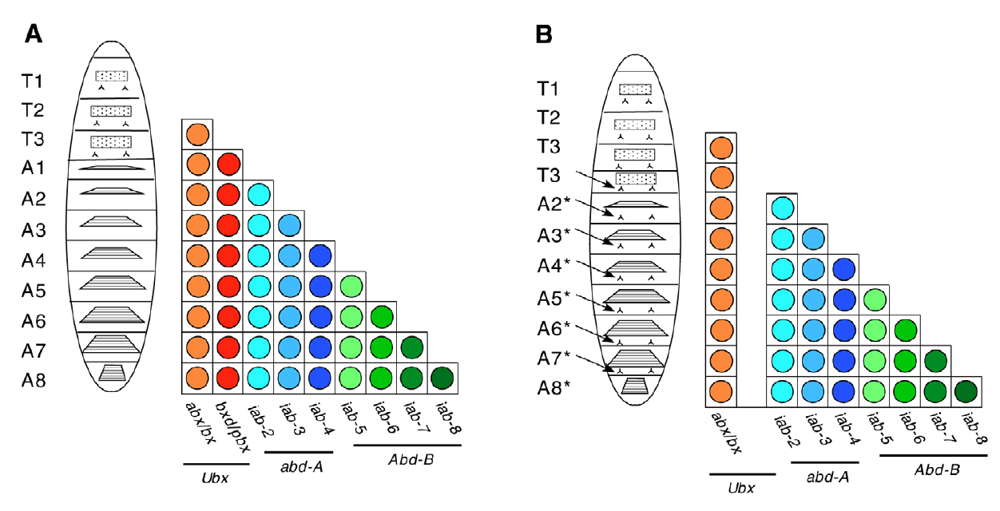 A
T1
T2
T3
A1
A2
A3
A4
A5
A6
A7
A8
abx/bx
bxd/pbx
iab-2
iab-3
iab-4
iab-5
iab-6
iab-7
iab-8
Ubx
abd-A
Abd-B
B
T1
T2
T3
T3
A2*
A3*
A4*
A5*
A6*
A7*
A8*
abx/bx
iab-2
iab-3
iab-4
iab-5
iab-6
iab-7
iab-8
Ubx
abd-A
Abd-B